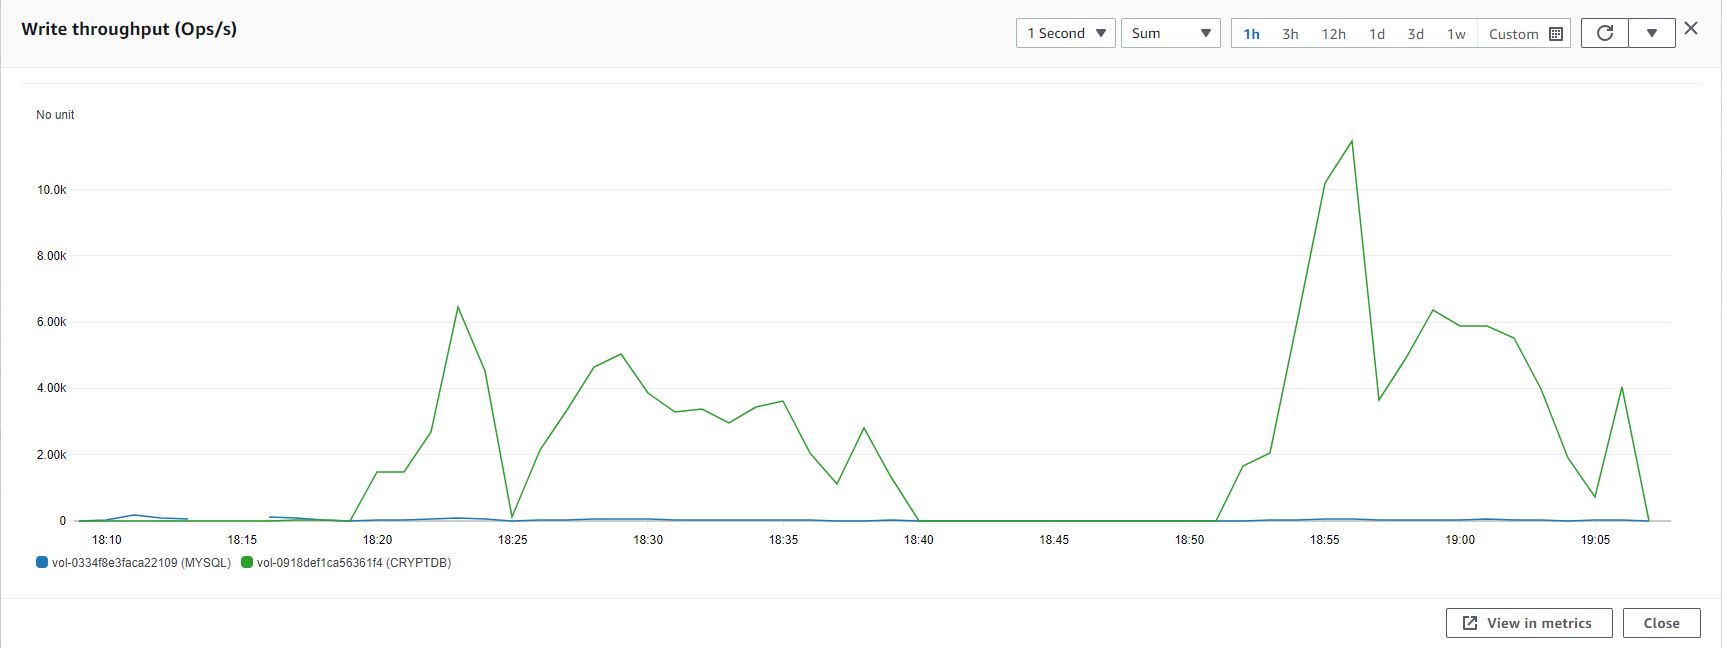 Write throughput (Ops/s)
1 Second
Sum
1h 3h 12h 1d 3d 1w Custom
No unit
10.0k
8.00k
6.00k
4.00k
2.00k
0
18:10 18:15 18:20 18:25 18:30 18:35 18:40 18:45 18:50 18:55 19:00 19:05
vol-0334f8e3faca22109 (MYSQL) vol-0918def1ca56361f4 (CRYPTDB)
View in metrics
Close